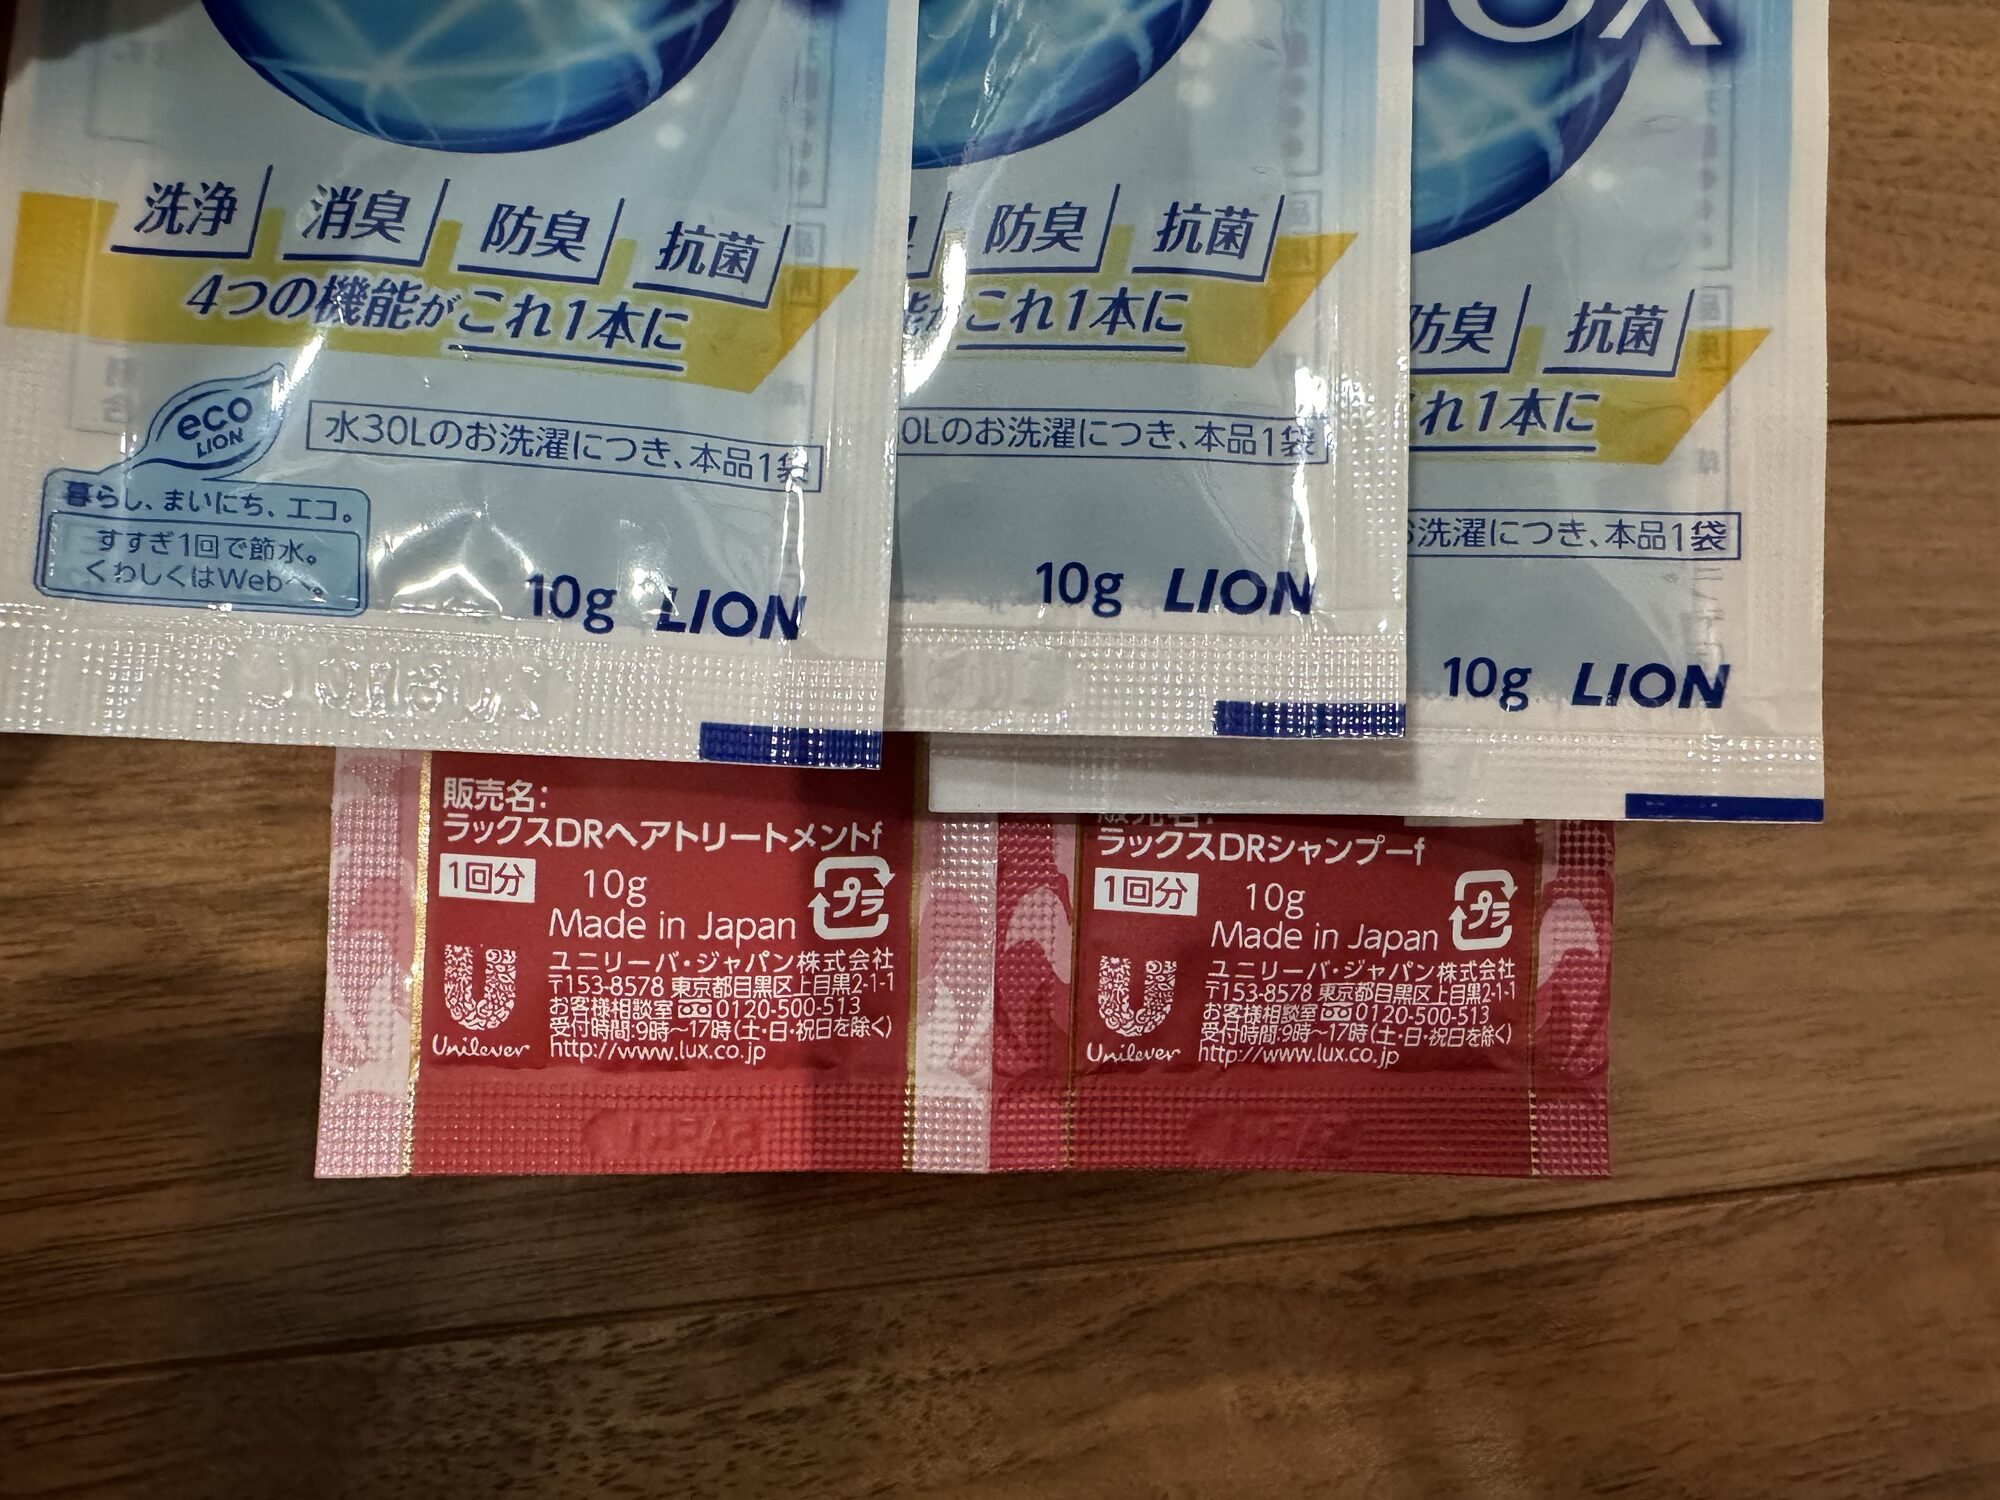 洗浄 消臭 防臭 抗菌
4つの機能がこれ1本に
eco
LION
水30Lのお洗濯につき、本品1袋
暮らし、まいにち、エコ。
すすぎ1回で節水。
くわしくはWebへ。
10g LION
防臭 抗菌
これ1本に
0Lのお洗濯につき、本品1袋
10g LION
OX
防臭 抗菌
れ1本に
洗濯につき、本品1袋
10g LION
販売名:
ラックスDRヘアトリートメントf
1回分 10g
Made in Japan
プラ
ユニリーバ・ジャパン株式会社
〒153-8578 東京都目黒区上目黒2-1-1
お客様相談室 0120-500-513
受付時間:9時〜17時(土・日・祝日を除く)
Unilever http://www.lux.co.jp
販売名:
ラックスDRシャンプーf
1回分 10g
Made in Japan
プラ
ユニリーバ・ジャパン株式会社
〒153-8578 東京都目黒区上目黒2-1-1
お客様相談室 0120-500-513
受付時間:9時〜17時(土・日・祝日を除く)
Unilever http://www.lux.co.jp